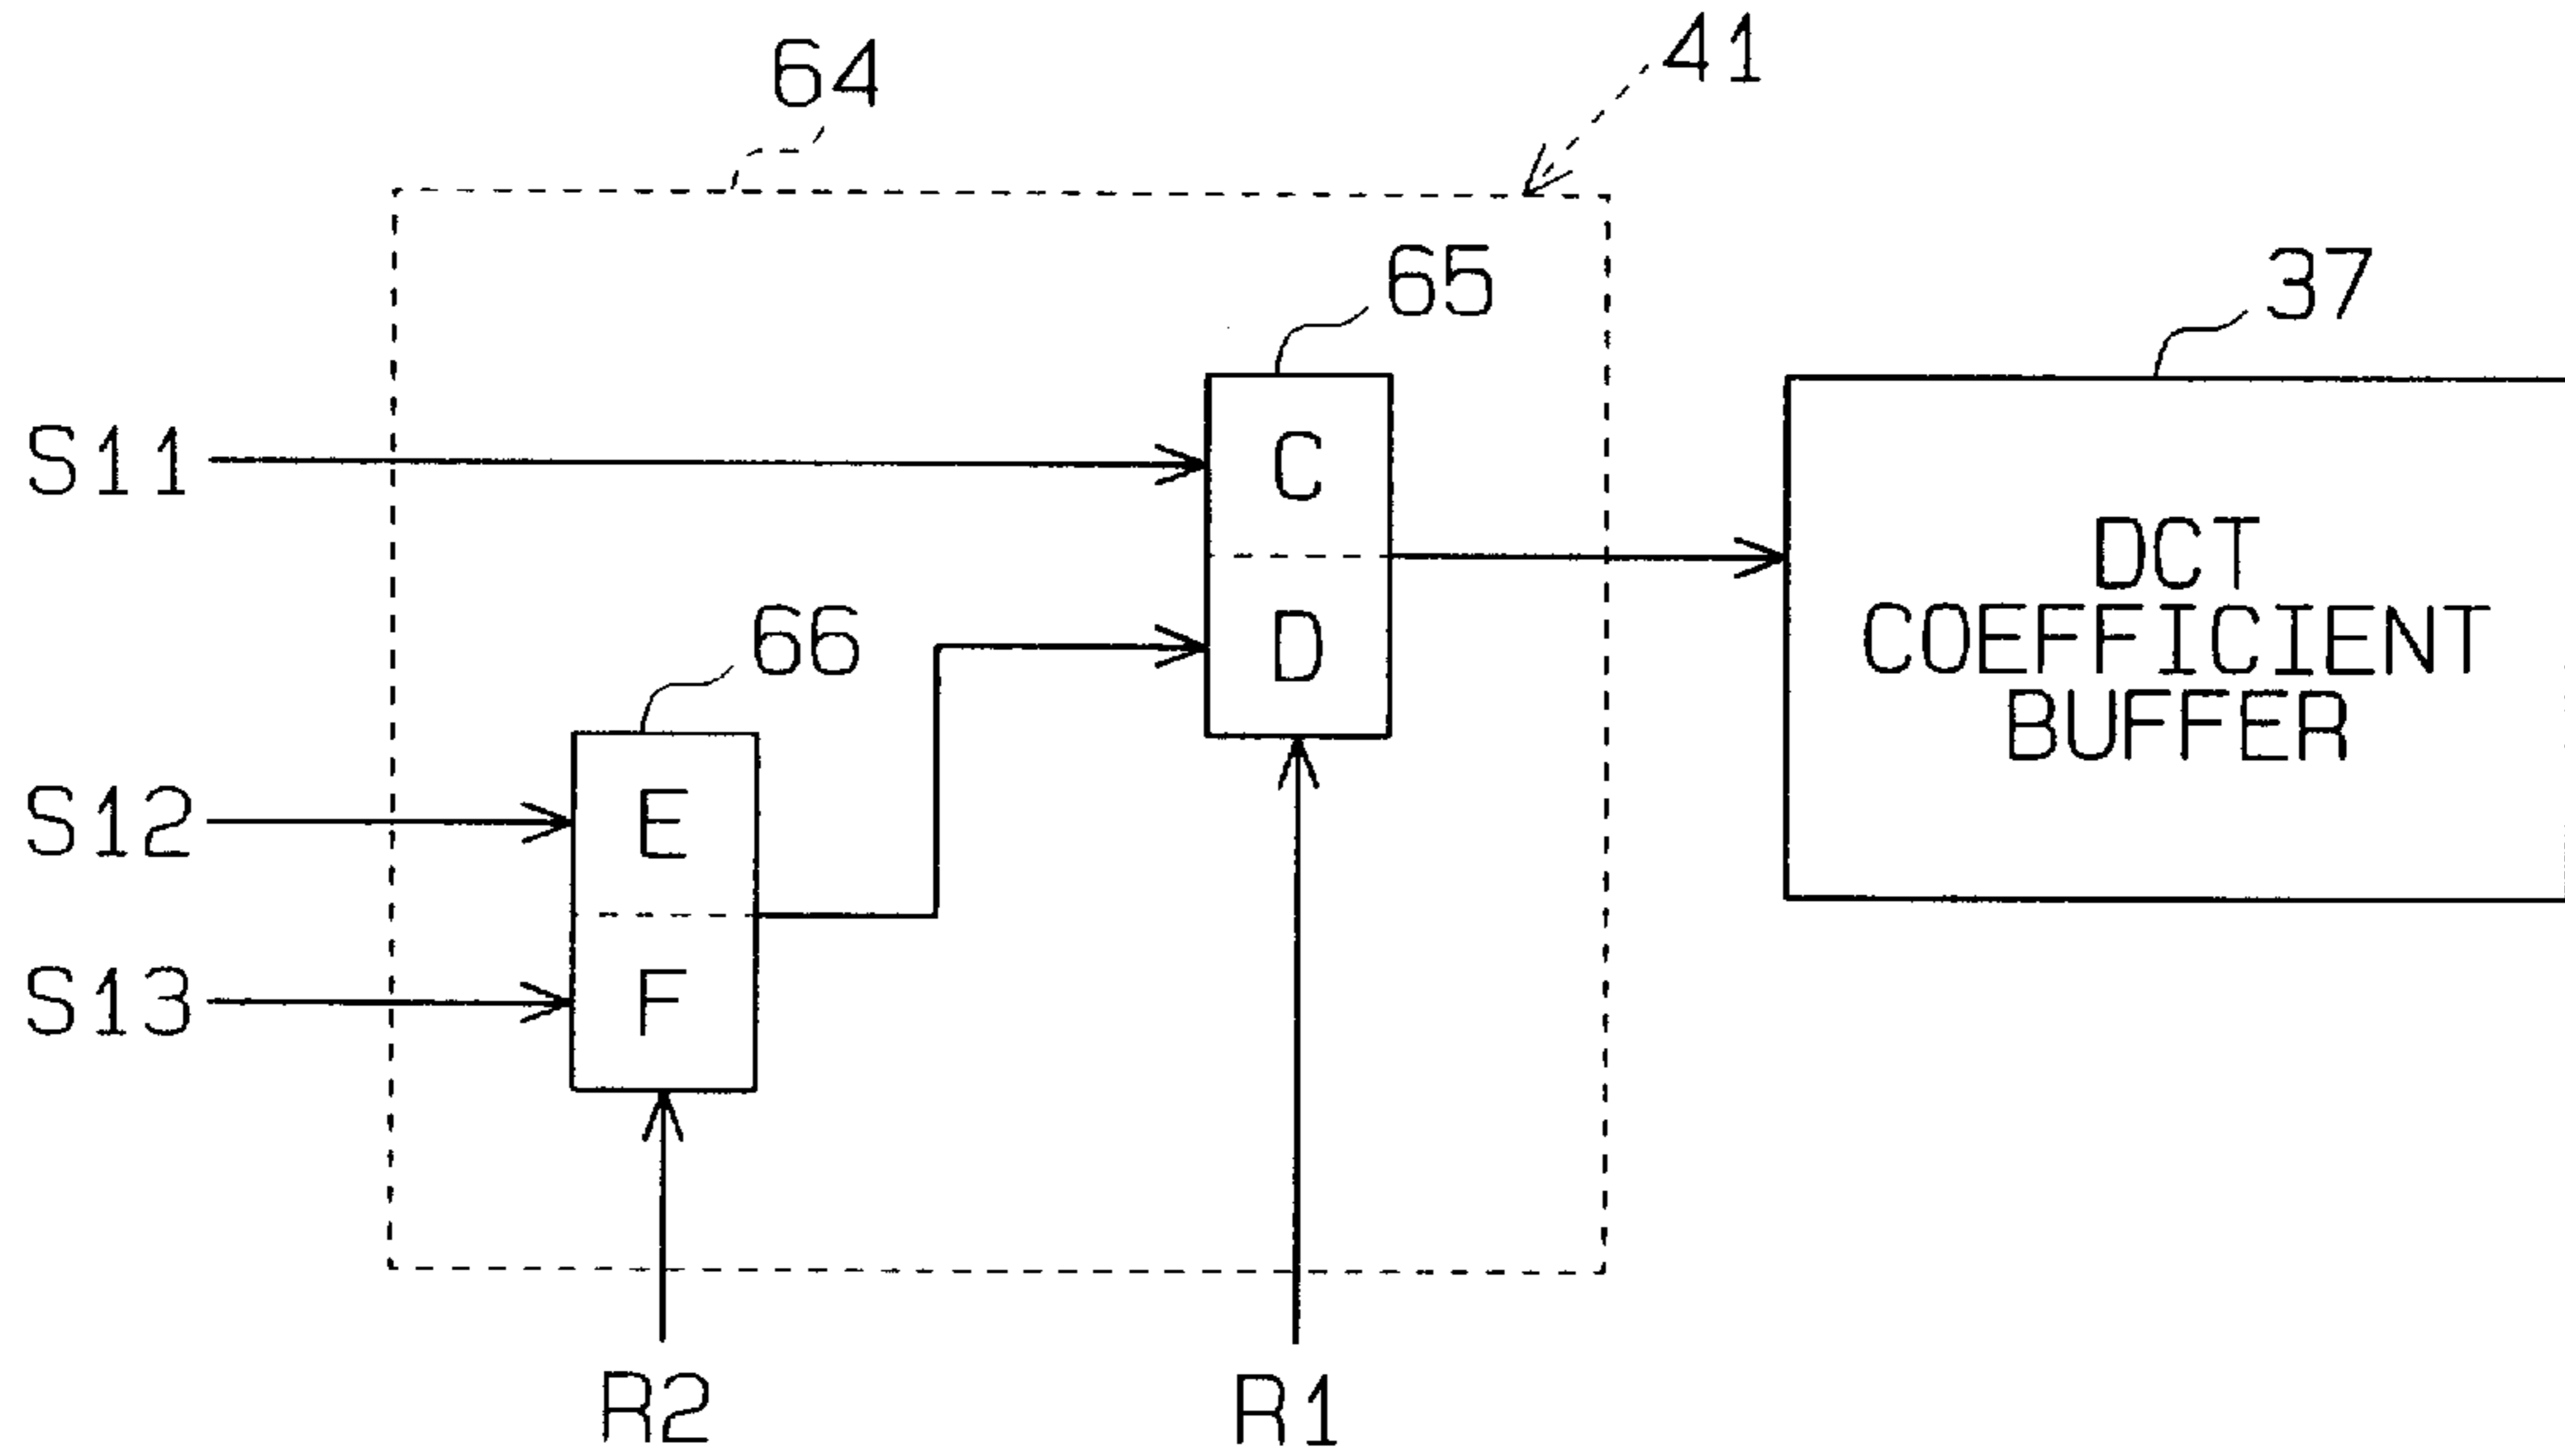 64
41
65
37
S11
C
DCT
COEFFICIENT
BUFFER
D
66
S12
E
S13
F
R2
R1